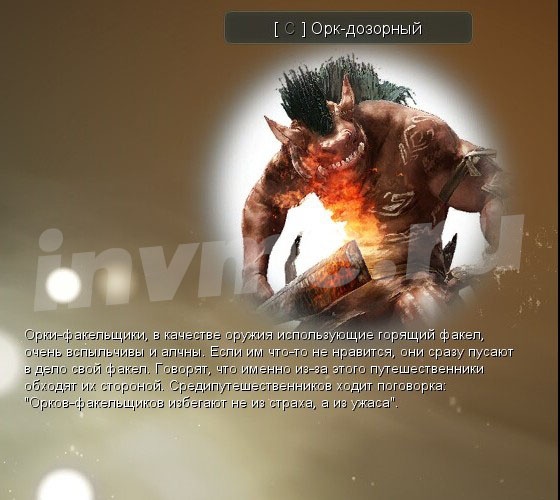 [ C ] Орк-дозорный
Орки-факельщики, в качестве оружия использующие горящий факел,
очень вспыльчивы и алчны. Если им что-то не нравится, они сразу пусают
в дело свой факел. Говорят, что именно из-за этого путешественники
обходят их стороной. Средипутешественников ходит поговорка:
"Орков-факельщиков избегают не из страха, а из ужаса".